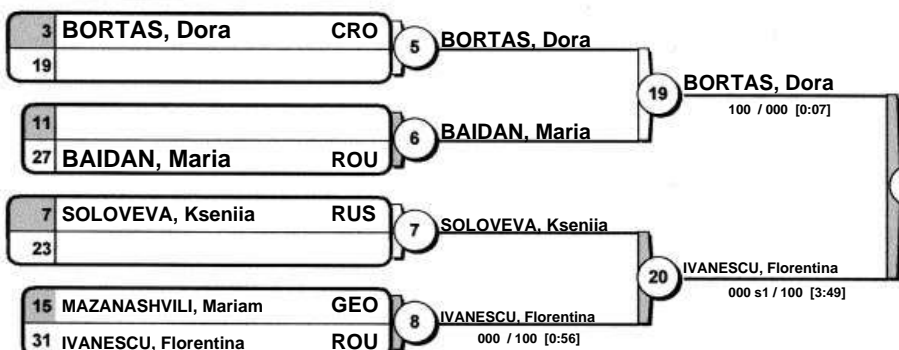 3 BORTAS, Dora CRO
19
5 BORTAS, Dora
11
27 BAIDAN, Maria ROU
6 BAIDAN, Maria
19 BORTAS, Dora
100 / 000 [0:07]
7 SOLOVEVA, Kseniia RUS
23
7 SOLOVEVA, Kseniia
15 MAZANASHVILI, Mariam GEO
31 IVANESCU, Florentina ROU
8 IVANESCU, Florentina
000 / 100 [0:56]
20 IVANESCU, Florentina
000 s1 / 100 [3:49]